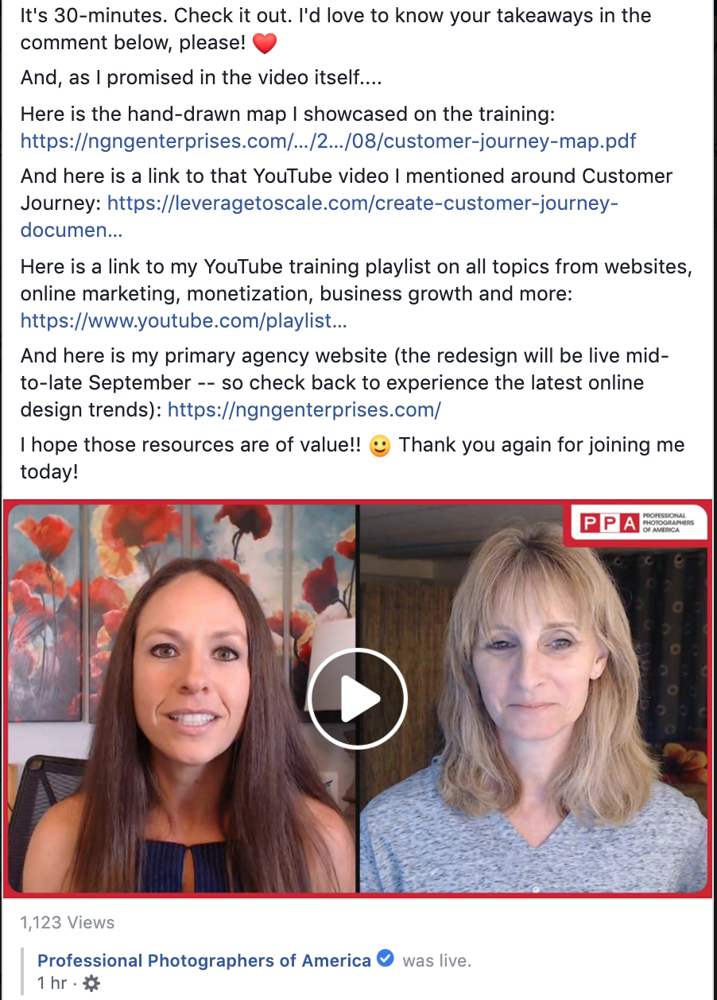 It's 30-minutes. Check it out. I'd love to know your takeaways in the
comment below, please! ❤️
And, as I promised in the video itself....
Here is the hand-drawn map I showcased on the training:
https://ngngenterprises.com/.../2.../08/customer-journey-map.pdf
And here is a link to that YouTube video I mentioned around Customer
Journey: https://leveragetoscale.com/create-customer-journey-
documen...
Here is a link to my YouTube training playlist on all topics from websites,
online marketing, monetization, business growth and more:
https://www.youtube.com/playlist...
And here is my primary agency website (the redesign will be live mid-
to-late September -- so check back to experience the latest online
design trends): https://ngngenterprises.com/
I hope those resources are of value!! 🙂 Thank you again for joining me
today!
PPA
PROFESSIONAL
PHOTOGRAPHERS
OF AMERICA
1,123 Views
Professional Photographers of America was live.
1 hr ·